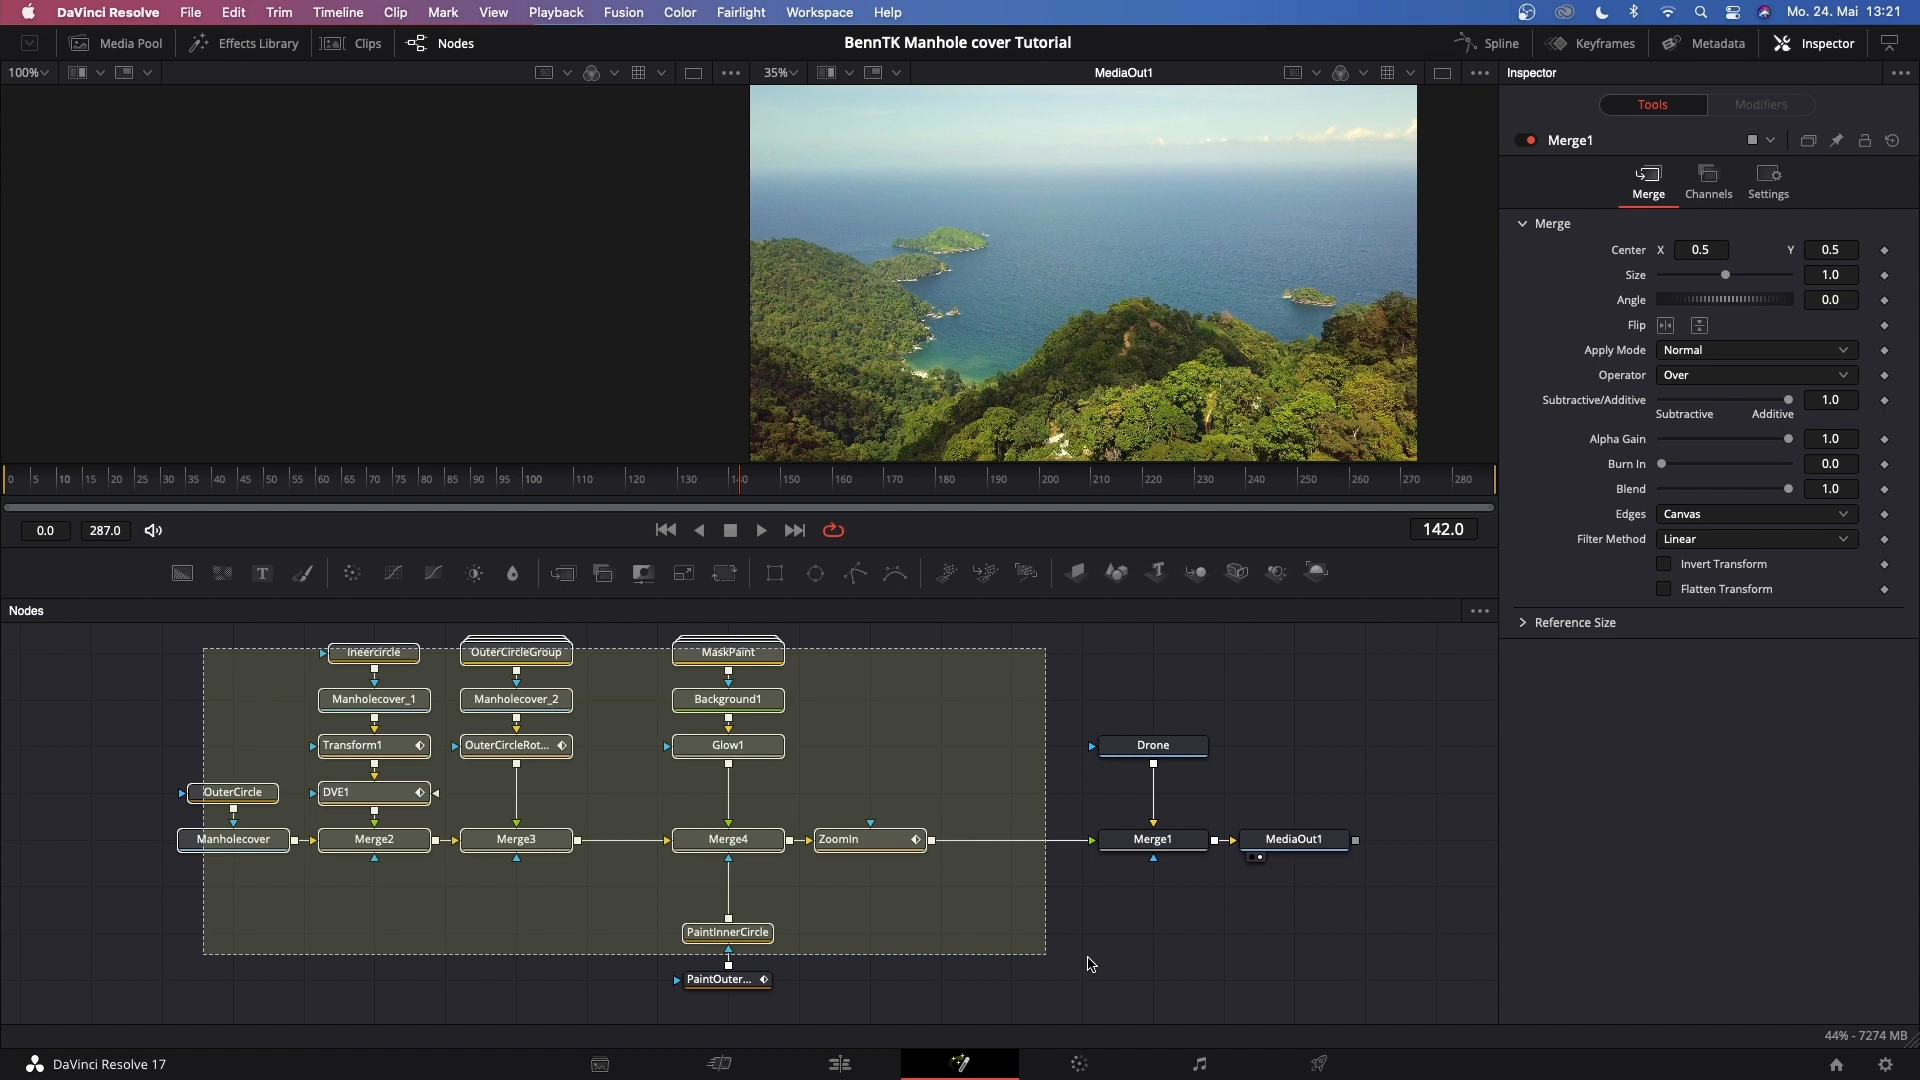 DaVinci Resolve File Edit Trim Timeline Clip Mark View Playback Fusion Color Fairlight Workspace Help Mo. 24. Mai 13:21
Media Pool Effects Library Clips Nodes BennTK Manhole cover Tutorial Spline Keyframes Metadata Inspector
100% 35% MediaOut1 Inspector
Tools Modifiers
Merge1
Merge Channels Settings
Merge
Center X 0.5 Y 0.5
Size 1.0
Angle 0.0
Flip
Apply Mode Normal
Operator Over
Subtractive/Additive 1.0
Subtractive Additive
Alpha Gain 1.0
Burn In 0.0
Blend 1.0
Edges Canvas
Filter Method Linear
Invert Transform
Flatten Transform
Reference Size
0 5 10 15 20 25 30 35 40 45 50 55 60 65 70 75 80 85 90 95 100 110 120 130 140 150 160 170 180 190 200 210 220 230 240 250 260 270 280
0.0 287.0 142.0
Nodes
Ineercircle OuterCircleGroup MaskPaint
Manholecover_1 Manholecover_2 Background1
Transform1 OuterCircleRot... Glow1 Drone
OuterCircle DVE1
Manholecover Merge2 Merge3 Merge4 ZoomIn Merge1 MediaOut1
PaintInnerCircle
PaintOuter...
44% - 7274 MB
DaVinci Resolve 17